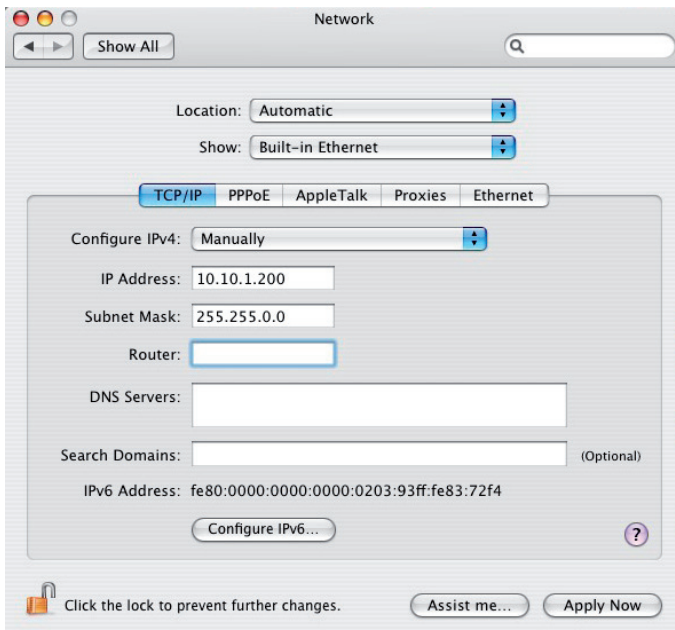 Network
Show All
Location: Automatic
Show: Built-in Ethernet
TCP/IP PPPoE AppleTalk Proxies Ethernet
Configure IPv4: Manually
IP Address: 10.10.1.200
Subnet Mask: 255.255.0.0
Router:
DNS Servers:
Search Domains: (Optional)
IPv6 Address: fe80:0000:0000:0000:0203:93ff:fe83:72f4
Configure IPv6...
?
Click the lock to prevent further changes. Assist me... Apply Now